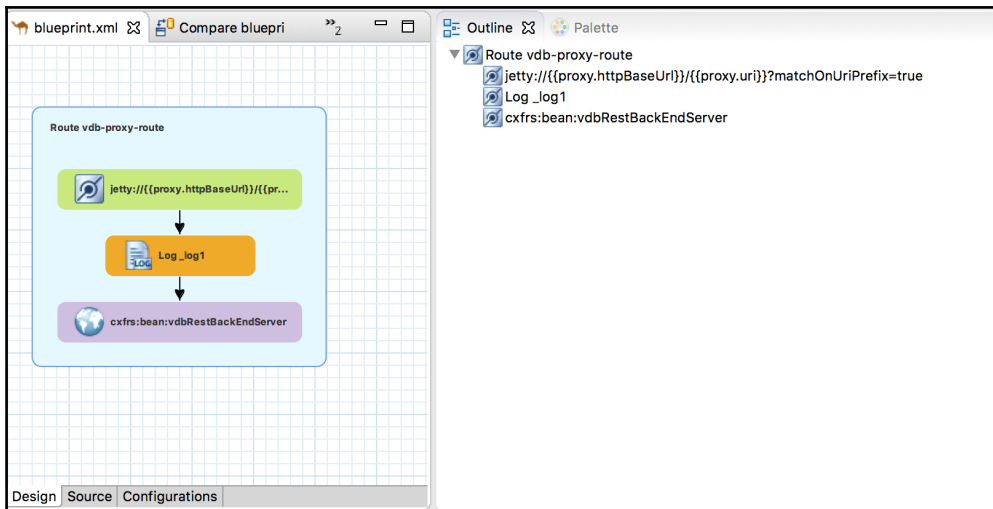 blueprint.xml
Compare bluepri
»2
Route vdb-proxy-route
jetty://{{proxy.httpBaseUrl}}/{{pr...
LOG
Log _log1
cxfrs:bean:vdbRestBackEndServer
Design Source Configurations
Outline
Palette
Route vdb-proxy-route
jetty://{{proxy.httpBaseUrl}}/{{proxy.uri}}?matchOnUriPrefix=true
Log _log1
cxfrs:bean:vdbRestBackEndServer